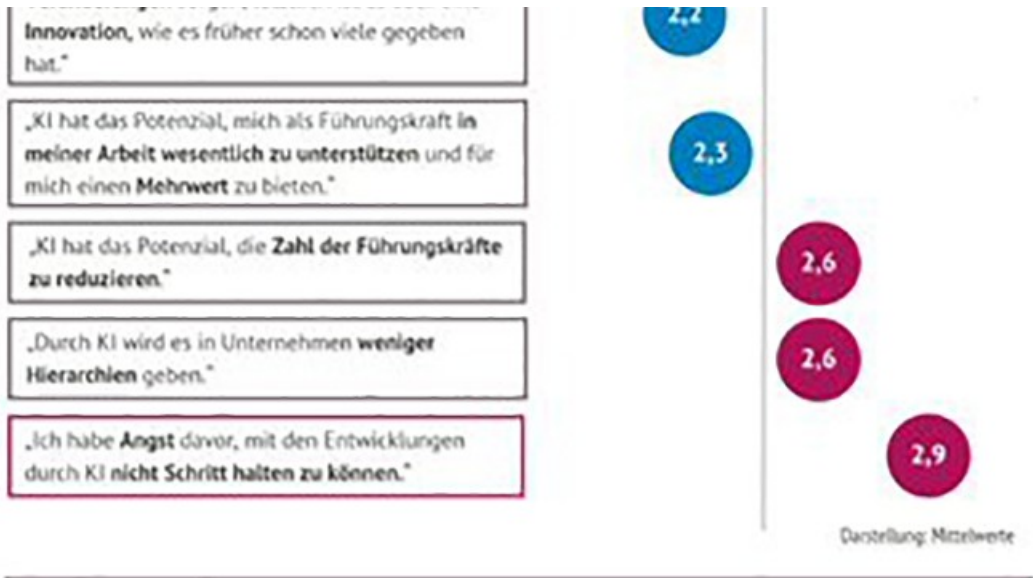 Innovation, wie es früher schon viele gegeben
hat."
2,2
„KI hat das Potenzial, mich als Führungskraft in
meiner Arbeit wesentlich zu unterstützen und für
mich einen Mehrwert zu bieten."
2,3
„KI hat das Potenzial, die Zahl der Führungskräfte
zu reduzieren."
2,6
„Durch KI wird es in Unternehmen weniger
Hierarchien geben."
2,6
„Ich habe Angst davor, mit den Entwicklungen
durch KI nicht Schritt halten zu können."
2,9
Darstellung: Mittelwerte